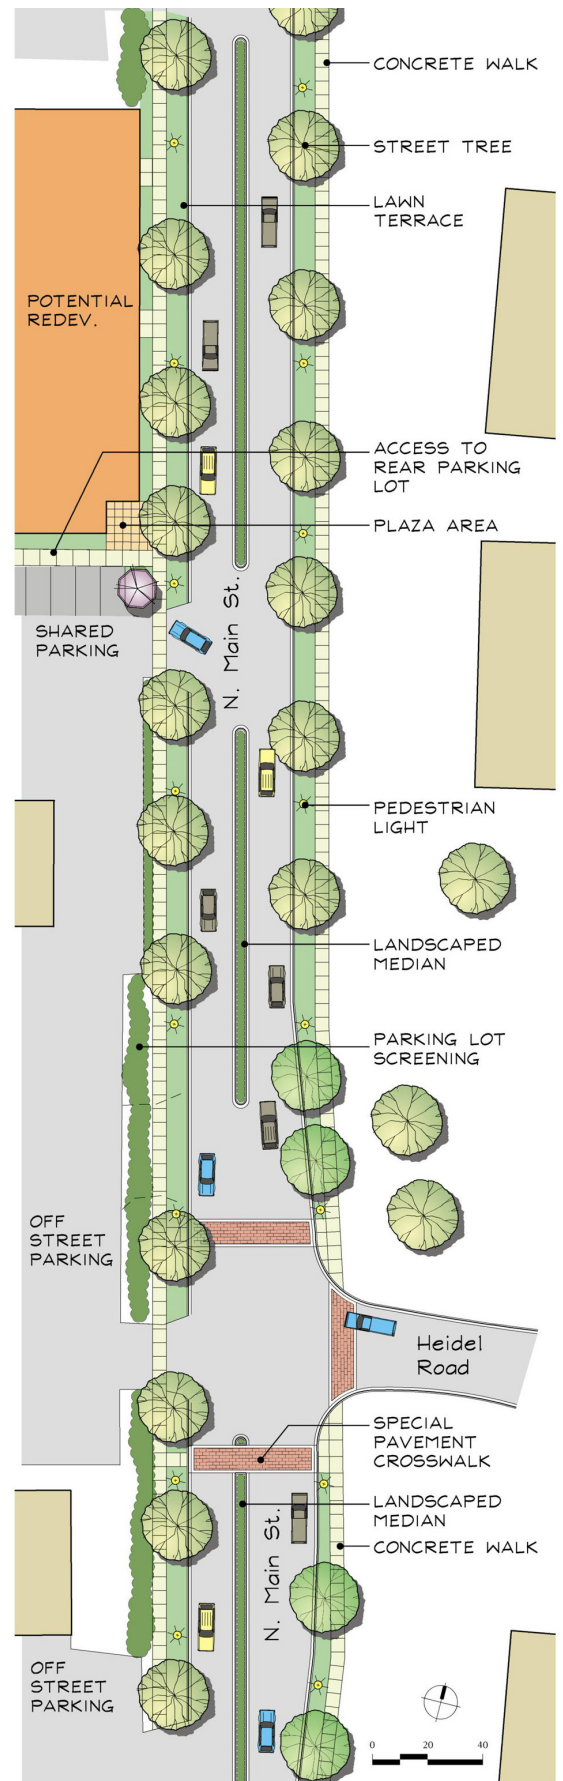 CONCRETE WALK
STREET TREE
LAWN
TERRACE
POTENTIAL
REDEV.
ACCESS TO
REAR PARKING
LOT
PLAZA AREA
N. Main St.
SHARED
PARKING
PEDESTRIAN
LIGHT
LANDSCAPED
MEDIAN
PARKING LOT
SCREENING
OFF
STREET
PARKING
Heidel
Road
SPECIAL
PAVEMENT
CROSSWALK
LANDSCAPED
MEDIAN
N. Main St.
CONCRETE WALK
OFF
STREET
PARKING
0 20 40